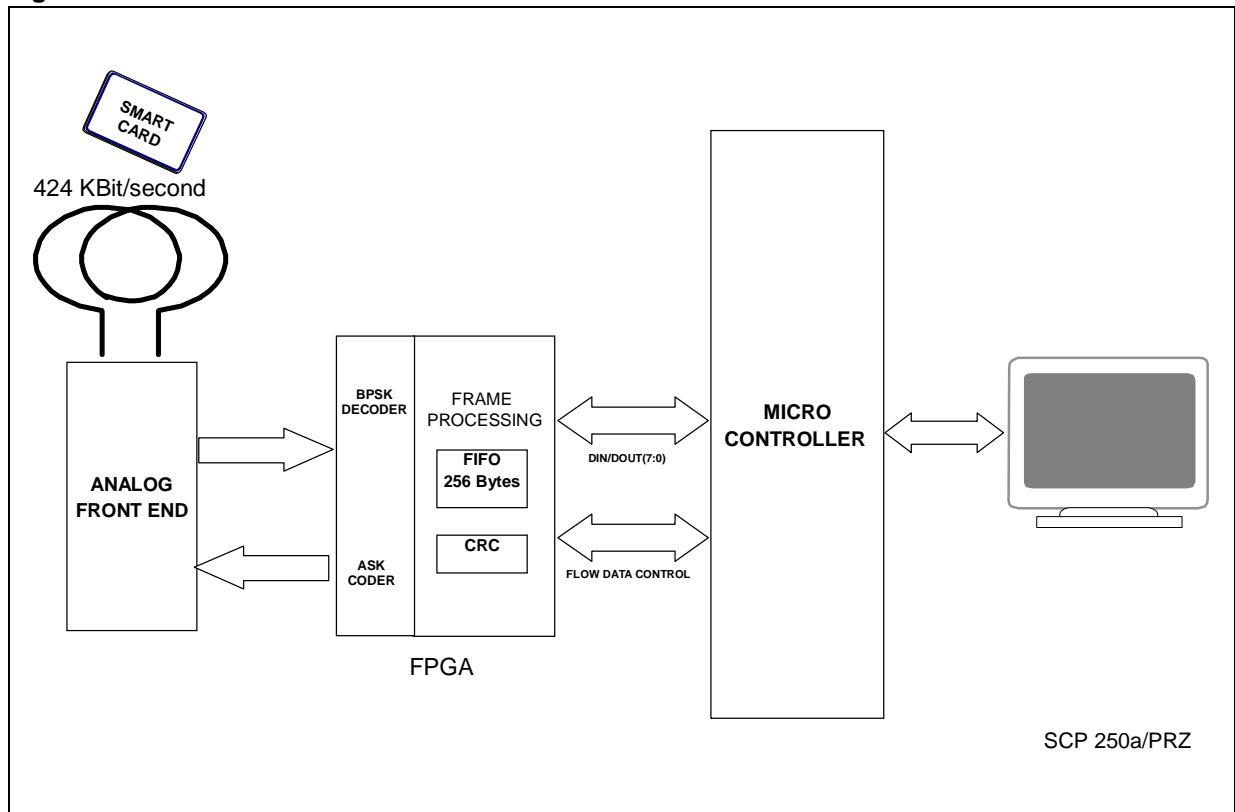 SMART
CARD
424 KBit/second
ANALOG
FRONT END
BPSK
DECODER
ASK
CODER
FRAME
PROCESSING
FIFO
256 Bytes
CRC
FPGA
DIN/DOUT(7:0)
FLOW DATA CONTROL
MICRO
CONTROLLER
SCP 250a/PRZ